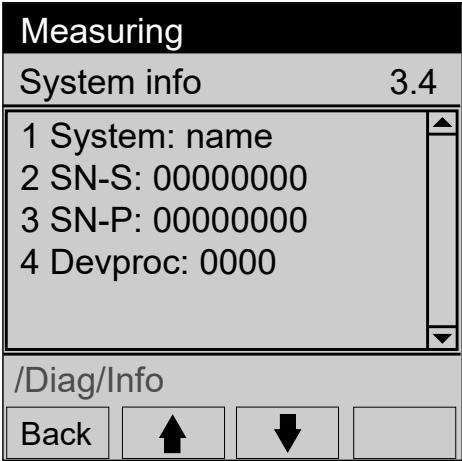 Measuring
System info 3.4
1 System: name
2 SN-S: 00000000
3 SN-P: 00000000
4 Devproc: 0000
/Diag/Info
Back